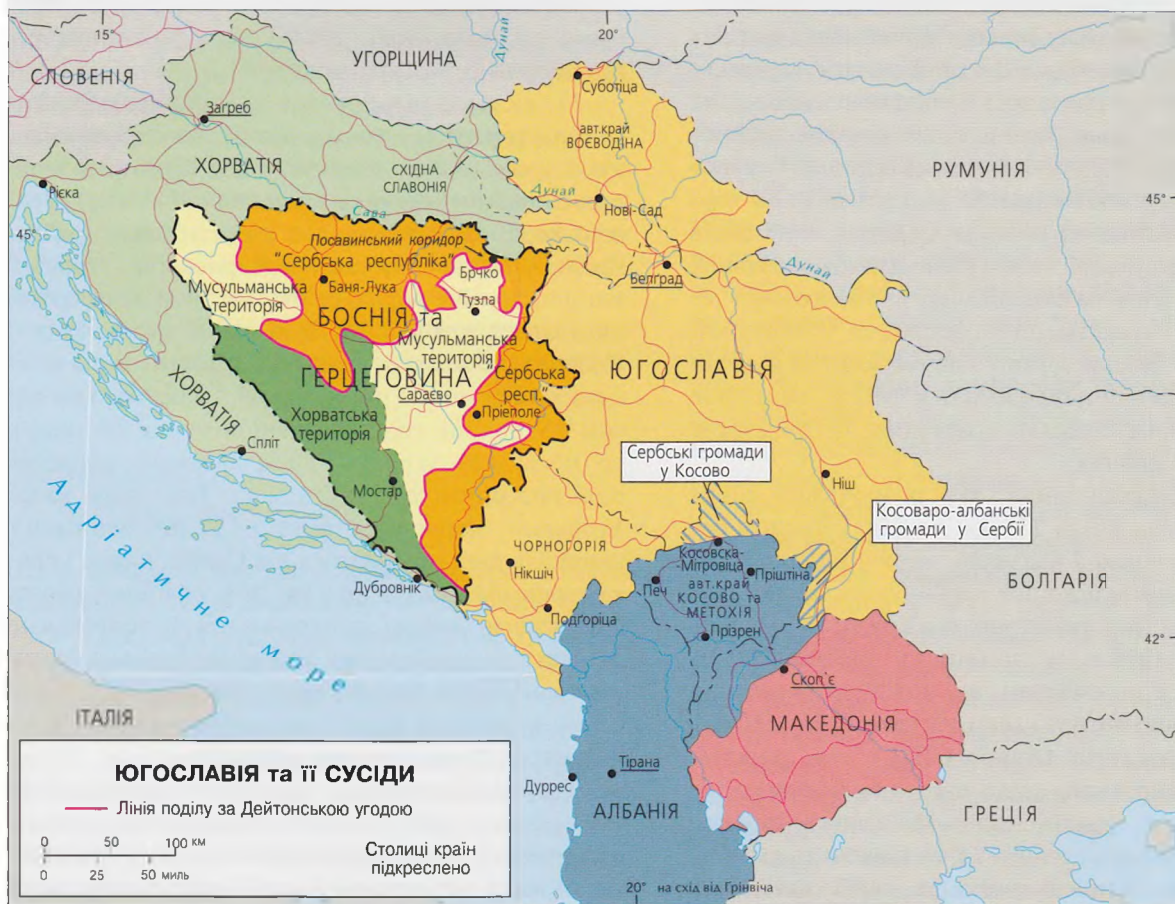 15°
20°
СЛОВЕНІЯ
УГОРЩИНА
Дунай
Суботіца
авт.край
ВОЄВОДІНА
Загреб
ХОРВАТІЯ
СХІДНА
СЛАВОНІЯ
РУМУНІЯ
Рієка
Дунай
Нові-Сад
45°
45°
Сава
Посавинський коридор
"Сербська республіка"
Брчко
Белград
Дунай
Мусульманська
територія
Баня-Лука
Тузла
БОСНІЯ та
Мусульманська
територія
ЮГОСЛАВІЯ
ГЕРЦЕҐОВИНА
"Сербська
респ."
Сараєво
Пріеполе
ХОРВАТІЯ
Хорватська
територія
Спліт
Сербські громади
у Косово
Мостар
Ніш
Косоваро-албанські
громади у Сербії
Адріатичне море
ЧОРНОГОРІЯ
Косовска-
Мітровіца
Нікшіч
Пріштіна
Печ
авт.край
КОСОВО та
МЕТОХІЯ
БОЛГАРІЯ
Дубровнік
Подґоріца
Прізрен
42°
Скоп`є
ІТАЛІЯ
МАКЕДОНІЯ
ЮГОСЛАВІЯ та її СУСІДИ
Лінія поділу за Дейтонською угодою
0 50 100 км
0 25 50 миль
Столиці країн
підкреслено
Дуррес
Тірана
АЛБАНІЯ
ГРЕЦІЯ
20° на схід від Грінвіча